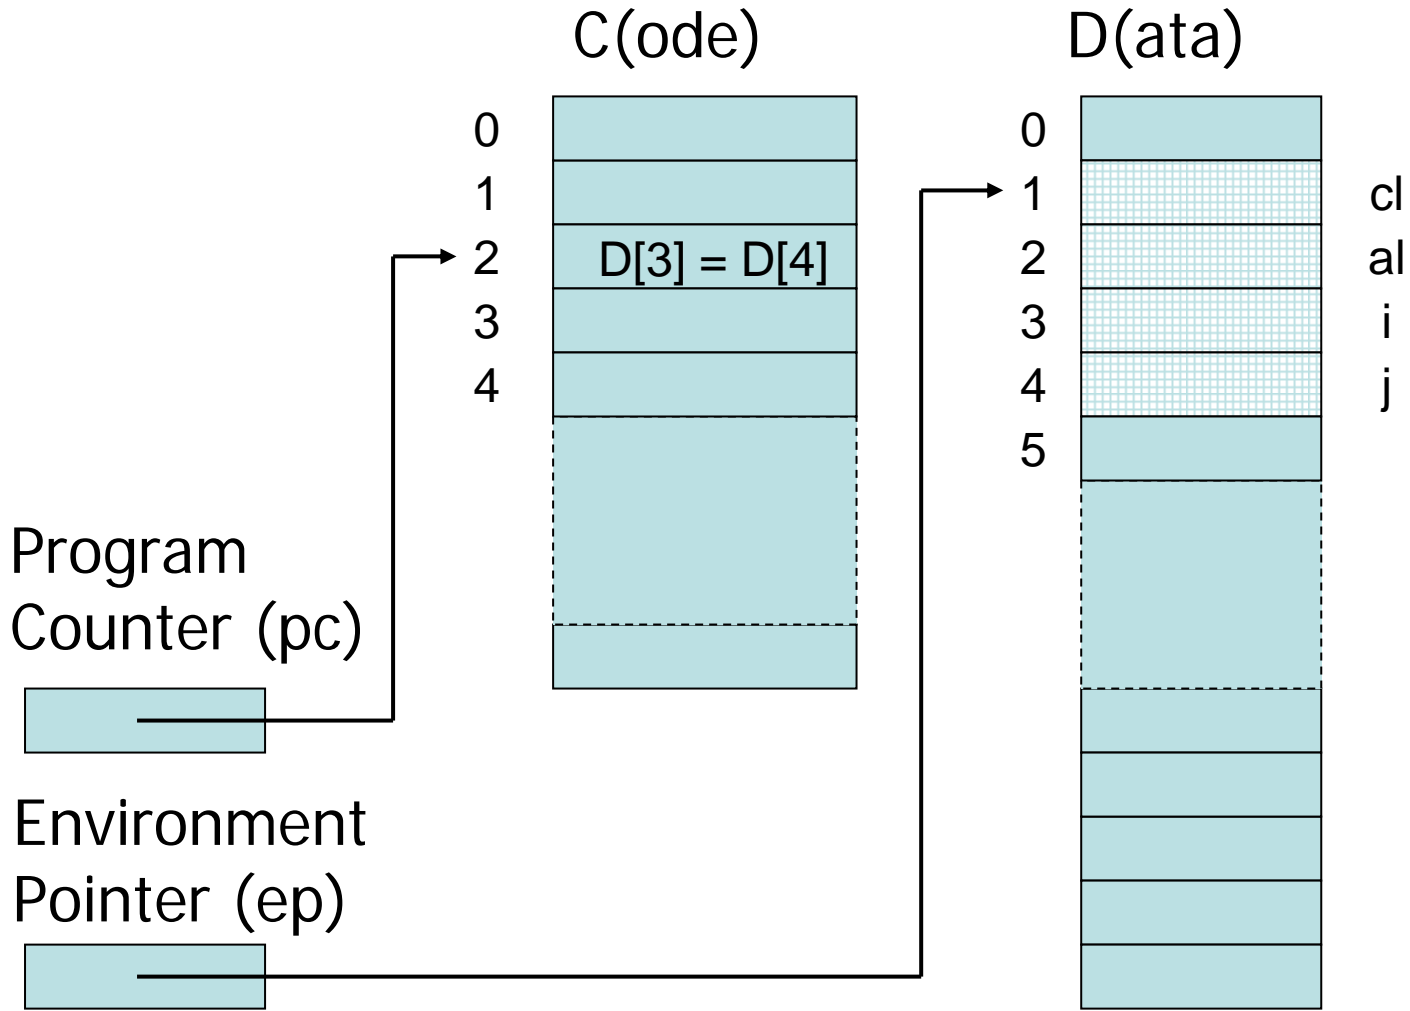 C(ode)
0
1
2 D[3] = D[4]
3
4
D(ata)
0
1 cl
2 al
3 i
4 j
5
Program
Counter (pc)
Environment
Pointer (ep)